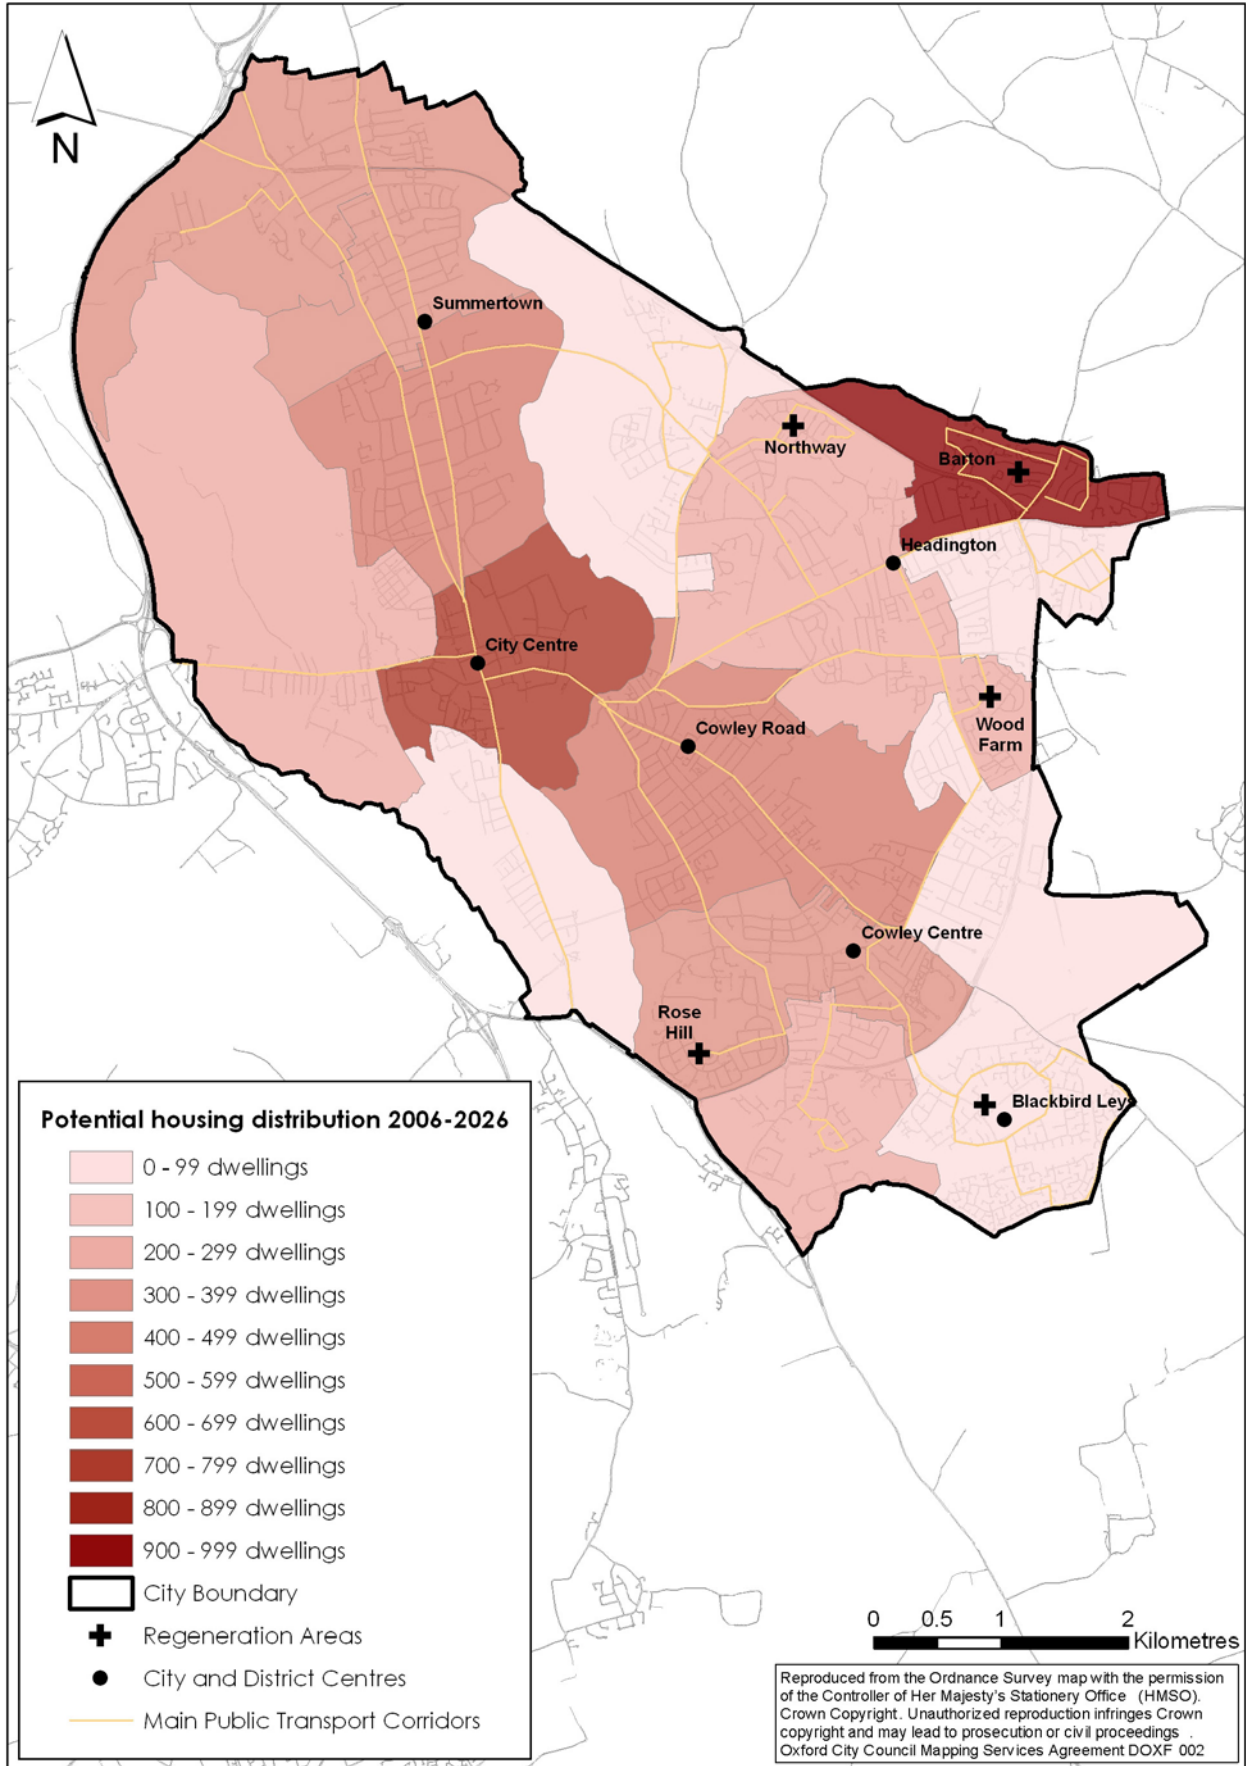 N
Summertown
Northway
Barton
Headington
City Centre
Wood
Farm
Cowley Road
Cowley Centre
Rose
Hill
Blackbird Leys
Potential housing distribution 2006-2026
0 - 99 dwellings
100 - 199 dwellings
200 - 299 dwellings
300 - 399 dwellings
400 - 499 dwellings
500 - 599 dwellings
600 - 699 dwellings
700 - 799 dwellings
800 - 899 dwellings
900 - 999 dwellings
City Boundary
Regeneration Areas
City and District Centres
Main Public Transport Corridors
0 0.5 1 2
Kilometres
Reproduced from the Ordnance Survey map with the permission
of the Controller of Her Majesty's Stationery Office (HMSO).
Crown Copyright. Unauthorized reproduction infringes Crown
copyright and may lead to prosecution or civil proceedings .
Oxford City Council Mapping Services Agreement DOXF 002